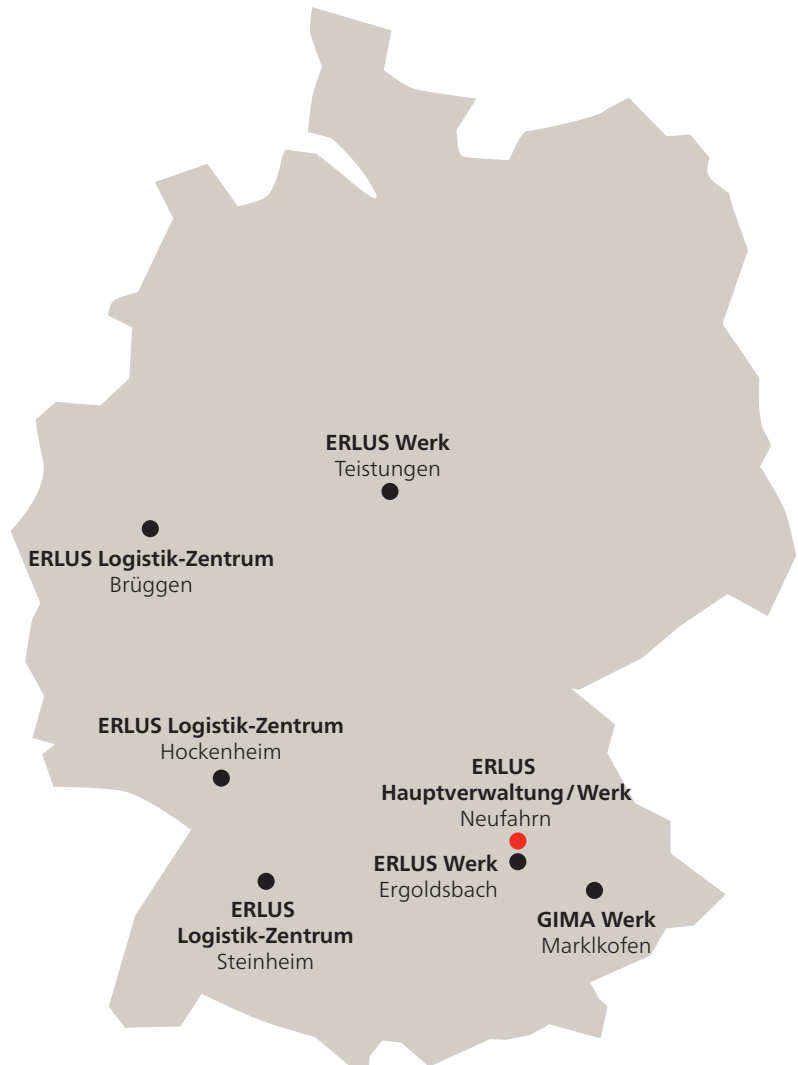 ERLUS Werk
Teistungen
ERLUS Logistik-Zentrum
Brüggen
ERLUS Logistik-Zentrum
Hockenheim
ERLUS
Hauptverwaltung/Werk
Neufahrn
ERLUS Werk
Ergoldsbach
ERLUS
Logistik-Zentrum
Steinheim
GIMA Werk
Marklkofen